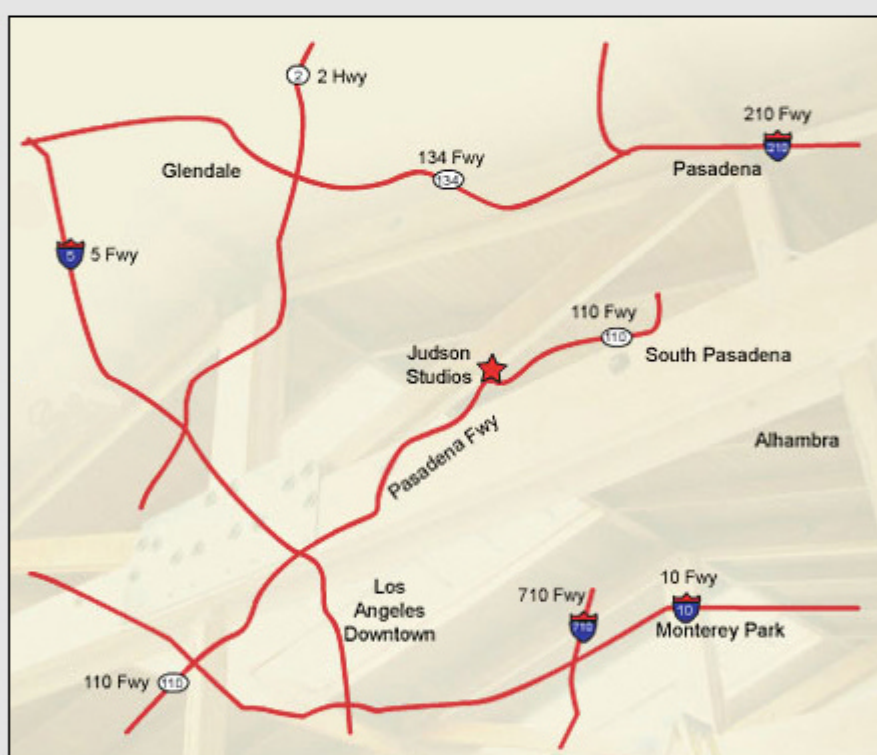 2
2 Hwy
210 Fwy
210
134 Fwy
134
Glendale
Pasadena
5
5 Fwy
110 Fwy
110
Judson
Studios
South Pasadena
Pasadena Fwy
Alhambra
Los
Angeles
Downtown
710 Fwy
710
10 Fwy
10
Monterey Park
110 Fwy
110